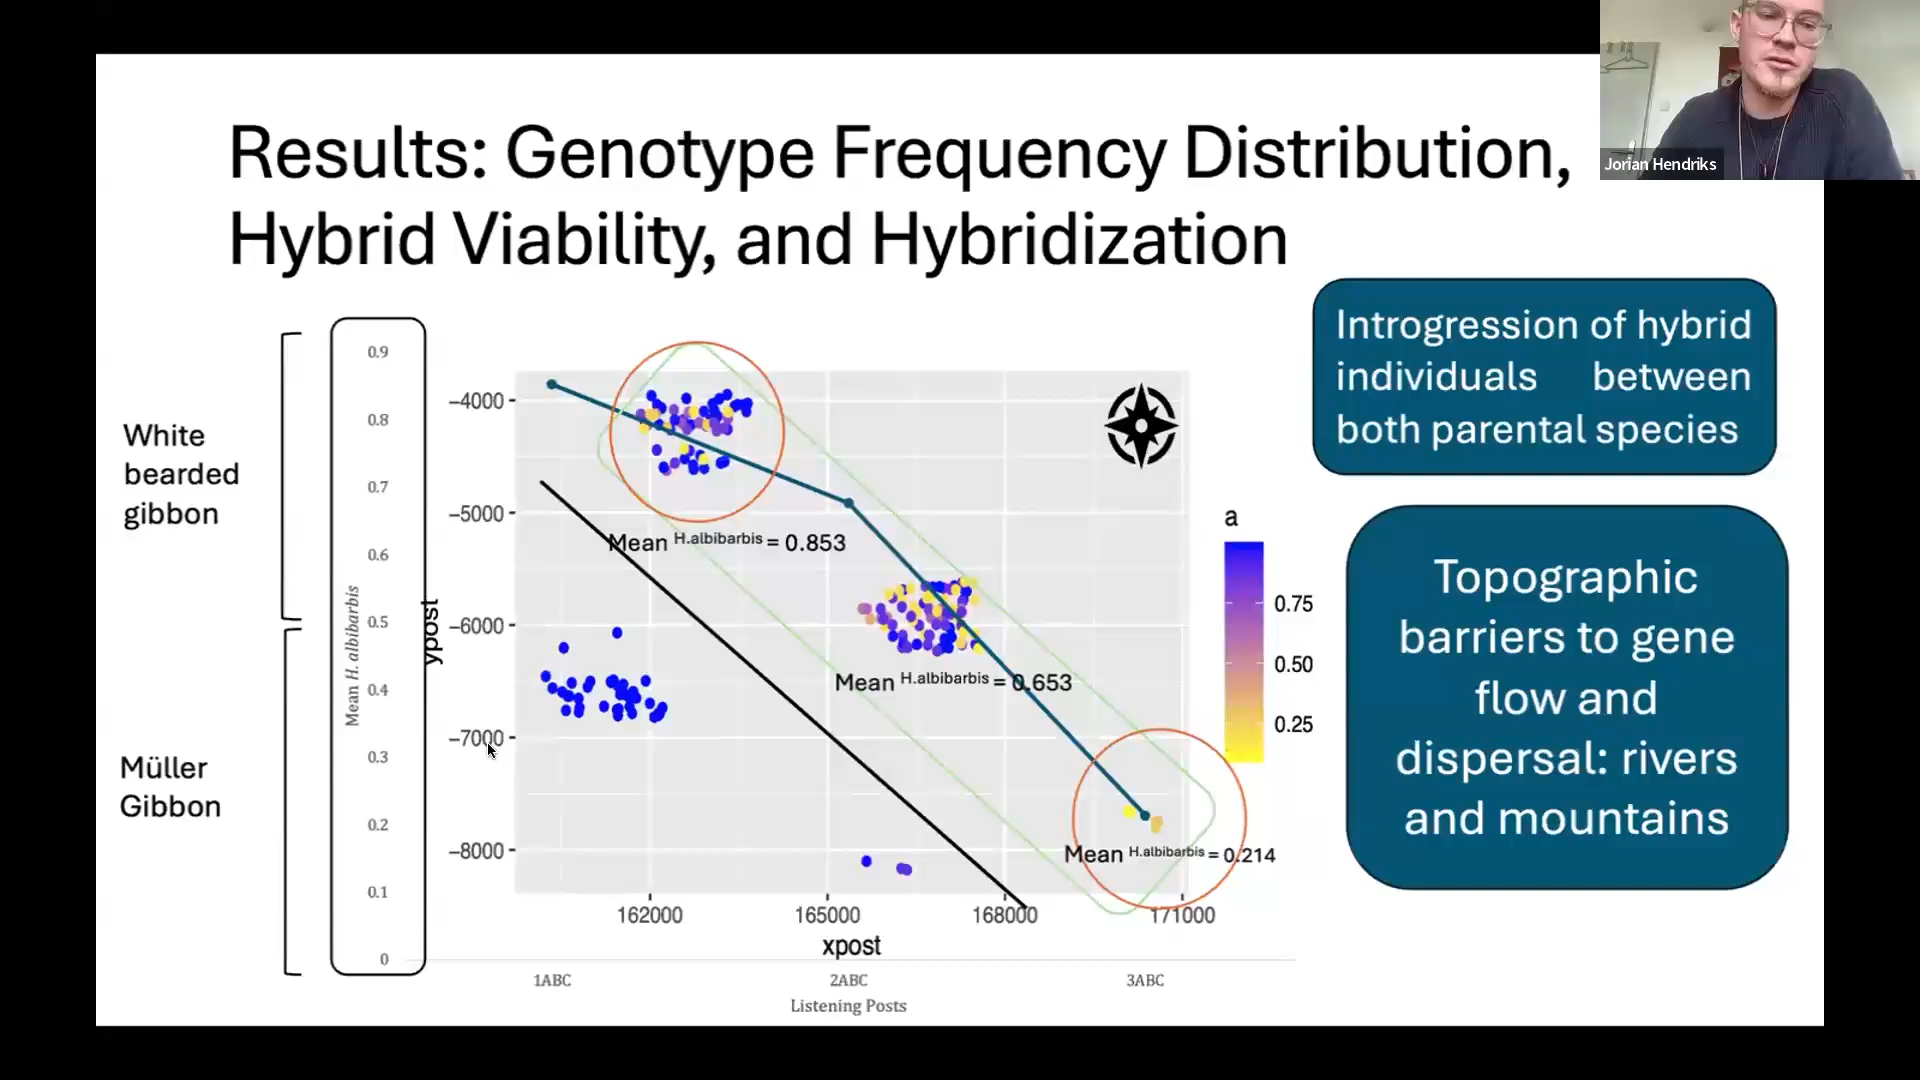 Jorian Hendriks
Results: Genotype Frequency Distribution,
Hybrid Viability, and Hybridization
White
bearded
gibbon
Müller
Gibbon
0.9
0.8
0.7
0.6
0.5
0.4
0.3
0.2
0.1
0
Mean H. albibarbis
ypost
−4000
−5000
−6000
−7000
−8000
Mean H.albibarbis = 0.853
Mean H.albibarbis = 0.653
Mean H.albibarbis = 0.214
162000
165000
168000
171000
xpost
1ABC
2ABC
3ABC
Listening Posts
a
0.75
0.50
0.25
Introgression of hybrid
individuals between
both parental species
Topographic
barriers to gene
flow and
dispersal: rivers
and mountains